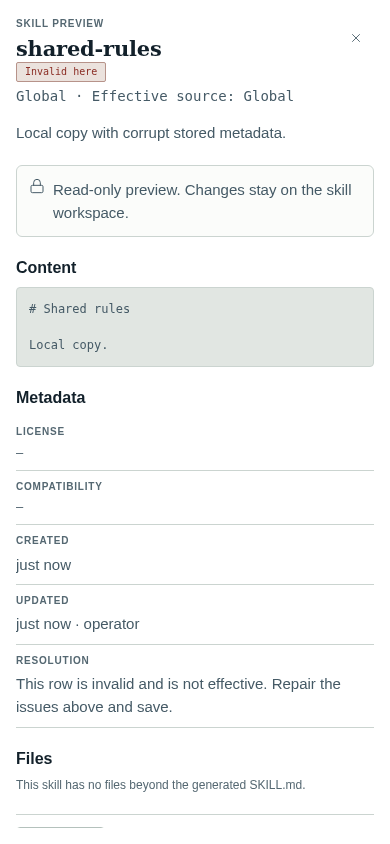 SKILL PREVIEW
shared-rules
Invalid here
Global · Effective source: Global
Local copy with corrupt stored metadata.
Read-only preview. Changes stay on the skill
workspace.
Content
# Shared rules
Local copy.
Metadata
LICENSE
–
COMPATIBILITY
–
CREATED
just now
UPDATED
just now · operator
RESOLUTION
This row is invalid and is not effective. Repair the
issues above and save.
Files
This skill has no files beyond the generated SKILL.md.